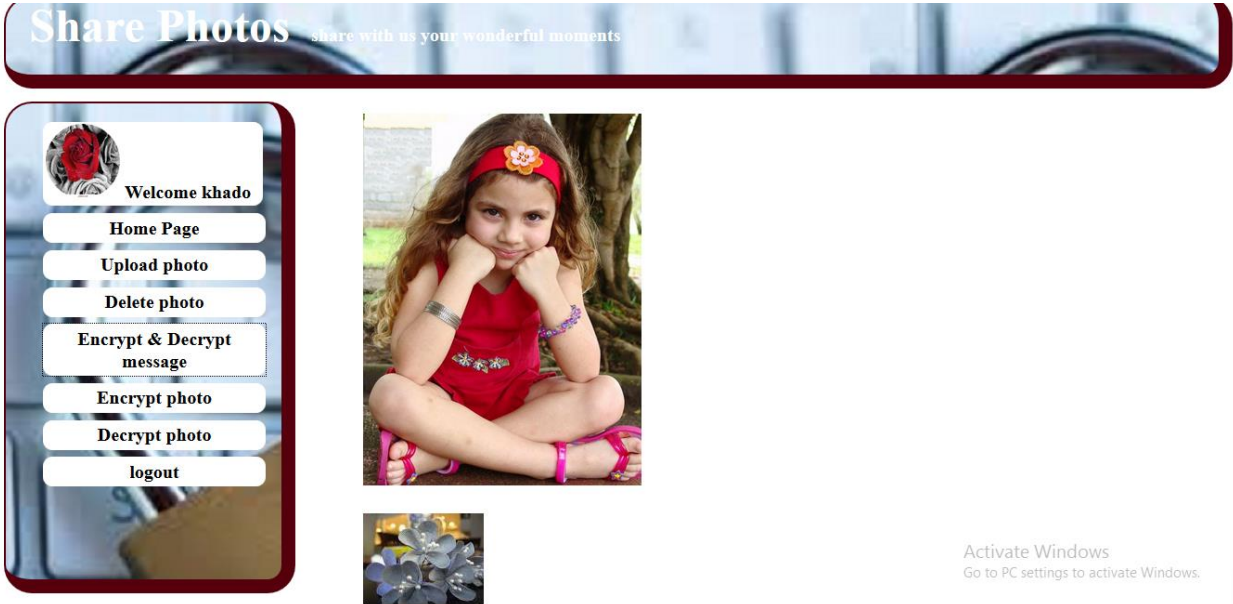 Share Photos share with us your wonderful moments
Welcome khado
Home Page
Upload photo
Delete photo
Encrypt & Decrypt
message
Encrypt photo
Decrypt photo
logout
Activate Windows
Go to PC settings to activate Windows.